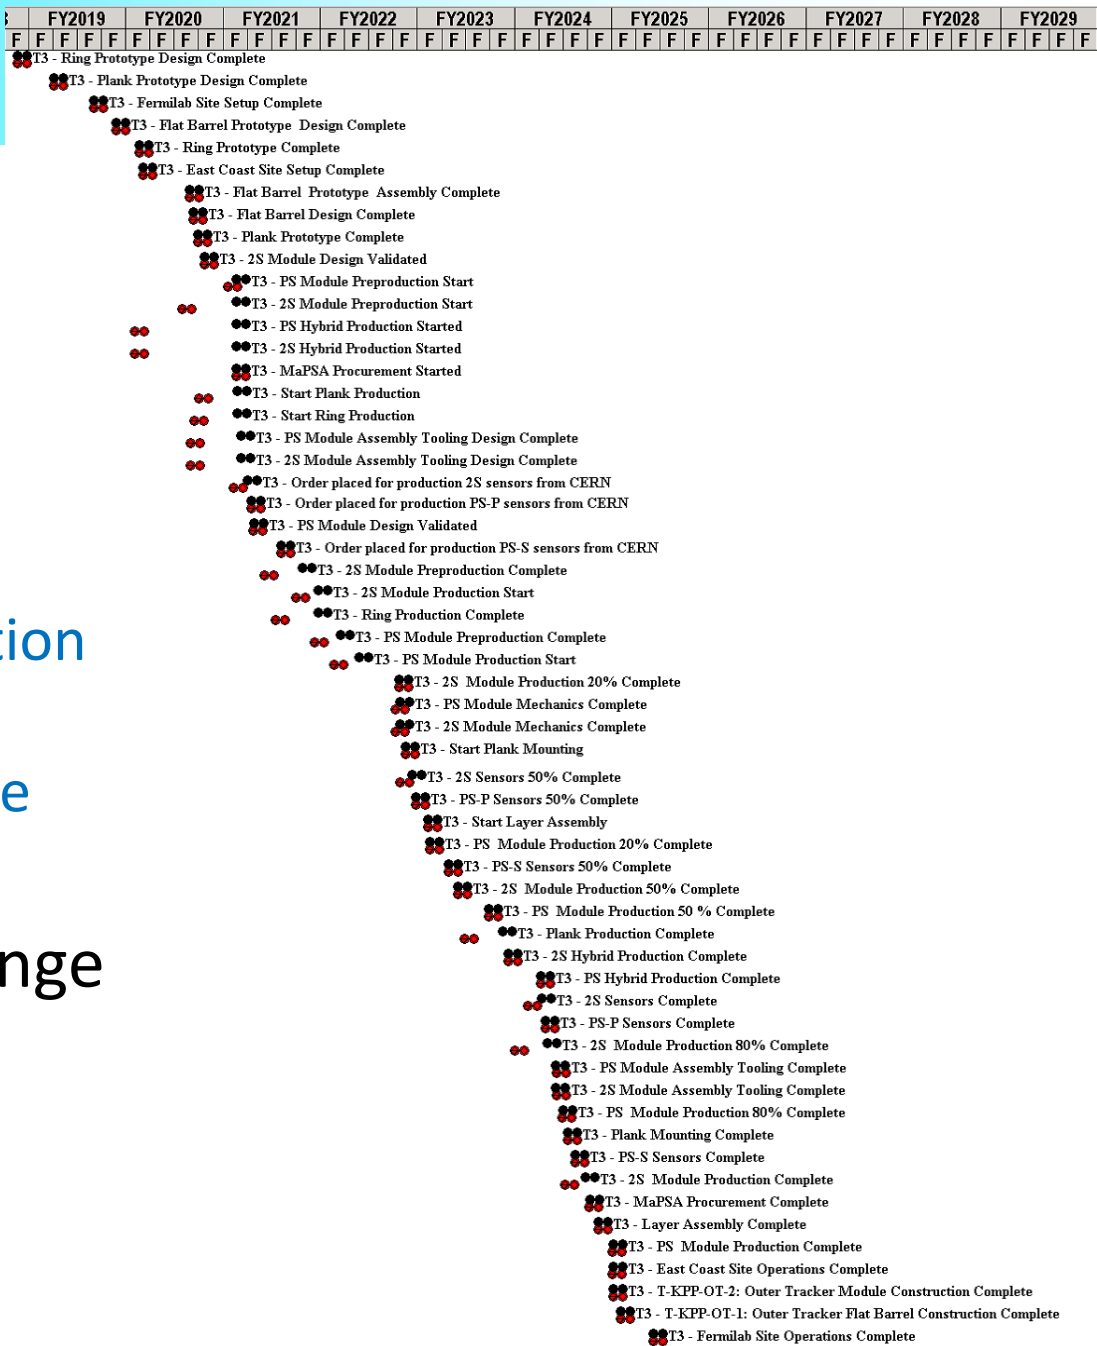 3 FY2019 FY2020 FY2021 FY2022 FY2023 FY2024 FY2025 FY2026 FY2027 FY2028 FY2029
F F F F F F F F F F F F F F F F F F F F F F F F F F F F F F F F F F F F F F F F F F F F F
T3 - Ring Prototype Design Complete
T3 - Plank Prototype Design Complete
T3 - Fermilab Site Setup Complete
T3 - Flat Barrel Prototype Design Complete
T3 - Ring Prototype Complete
T3 - East Coast Site Setup Complete
T3 - Flat Barrel Prototype Assembly Complete
T3 - Flat Barrel Design Complete
T3 - Plank Prototype Complete
T3 - 2S Module Design Validated
T3 - PS Module Preproduction Start
T3 - 2S Module Preproduction Start
T3 - PS Hybrid Production Started
T3 - 2S Hybrid Production Started
T3 - MaPSA Procurement Started
T3 - Start Plank Production
T3 - Start Ring Production
T3 - PS Module Assembly Tooling Design Complete
T3 - 2S Module Assembly Tooling Design Complete
T3 - Order placed for production 2S sensors from CERN
T3 - Order placed for production PS-P sensors from CERN
T3 - PS Module Design Validated
T3 - Order placed for production PS-S sensors from CERN
T3 - 2S Module Preproduction Complete
T3 - 2S Module Production Start
T3 - Ring Production Complete
tion
T3 - PS Module Preproduction Complete
T3 - PS Module Production Start
T3 - 2S Module Production 20% Complete
T3 - PS Module Mechanics Complete
T3 - 2S Module Mechanics Complete
T3 - Start Plank Mounting
T3 - 2S Sensors 50% Complete
e
T3 - PS-P Sensors 50% Complete
T3 - Start Layer Assembly
T3 - PS Module Production 20% Complete
T3 - PS-S Sensors 50% Complete
T3 - 2S Module Production 50% Complete
T3 - PS Module Production 50 % Complete
T3 - Plank Production Complete
T3 - 2S Hybrid Production Complete
nge
T3 - PS Hybrid Production Complete
T3 - 2S Sensors Complete
T3 - PS-P Sensors Complete
T3 - 2S Module Production 80% Complete
T3 - PS Module Assembly Tooling Complete
T3 - 2S Module Assembly Tooling Complete
T3 - PS Module Production 80% Complete
T3 - Plank Mounting Complete
T3 - PS-S Sensors Complete
T3 - 2S Module Production Complete
T3 - MaPSA Procurement Complete
T3 - Layer Assembly Complete
T3 - PS Module Production Complete
T3 - East Coast Site Operations Complete
T3 - T-KPP-OT-2: Outer Tracker Module Construction Complete
T3 - T-KPP-OT-1: Outer Tracker Flat Barrel Construction Complete
T3 - Fermilab Site Operations Complete